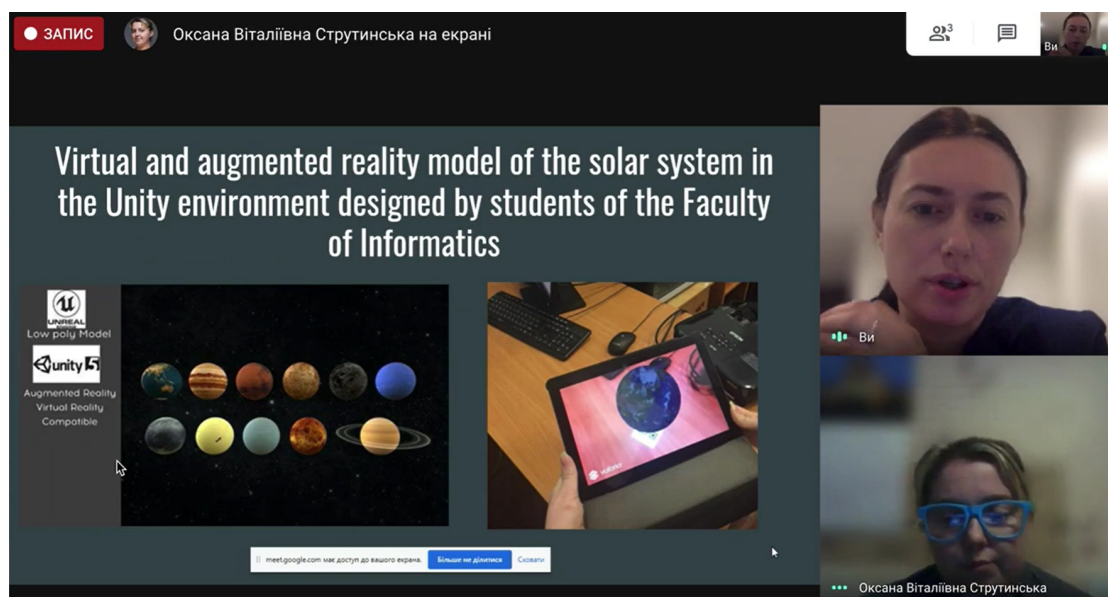 ЗАПИС
Оксана Віталіївна Струтинська на екрані
3
Ви
Virtual and augmented reality model of the solar system in
the Unity environment designed by students of the Faculty
of Informatics
UNREAL
Low poly Model
unity 5
Augmented Reality
Virtual Reality
Compatible
vuforia
Ви
meet.google.com має доступ до вашого екрана.
Більше не ділитися
Сховати
Оксана Віталіївна Струтинська